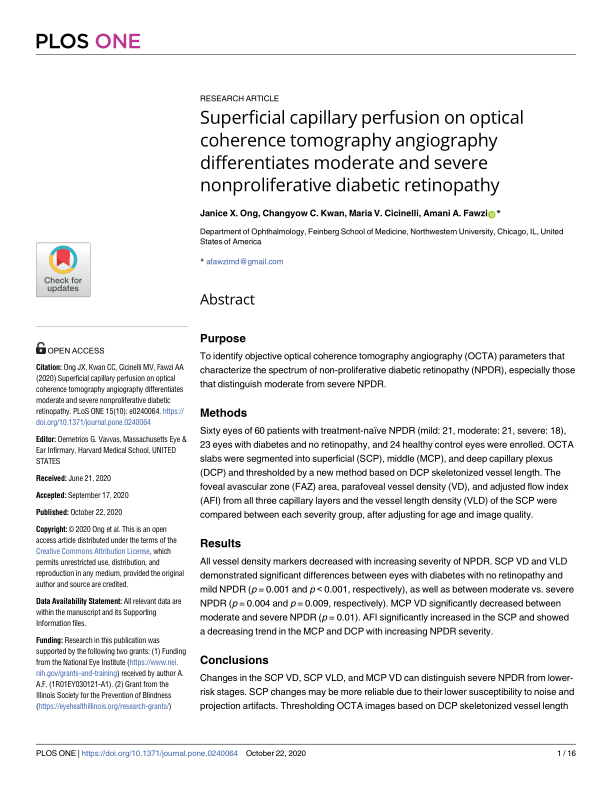 PLOS ONE
RESEARCH ARTICLE
Superficial capillary perfusion on optical
coherence tomography angiography
differentiates moderate and severe
nonproliferative diabetic retinopathy
Janice X. Ong, Changyow C. Kwan, Maria V. Cicinelli, Amani A. Fawzi *
Department of Ophthalmology, Feinberg School of Medicine, Northwestern University, Chicago, IL, United
States of America
* afawzimd@gmail.com
Check for
updates
OPEN ACCESS
Citation: Ong JX, Kwan CC, Cicinelli MV, Fawzi AA
(2020) Superficial capillary perfusion on optical
coherence tomography angiography differentiates
moderate and severe nonproliferative diabetic
retinopathy. PLoS ONE 15(10): e0240064. https://
doi.org/10.1371/journal.pone.0240064
Editor: Demetrios G. Vavvas, Massachusetts Eye &
Ear Infirmary, Harvard Medical School, UNITED
STATES
Received: June 21, 2020
Accepted: September 17, 2020
Published: October 22, 2020
Copyright: © 2020 Ong et al. This is an open
access article distributed under the terms of the
Creative Commons Attribution License, which
permits unrestricted use, distribution, and
reproduction in any medium, provided the original
author and source are credited.
Data Availability Statement: All relevant data are
within the manuscript and its Supporting
Information files.
Funding: Research in this publication was
supported by the following two grants: (1) Funding
from the National Eye Institute (https://www.nei.
nih.gov/grants-and-training) received by author A.
A.F. (1R01EY030121-A1). (2) Grant from the
Illinois Society for the Prevention of Blindness
(https://eyehealthillinois.org/research-grants/)
Abstract
Purpose
To identify objective optical coherence tomography angiography (OCTA) parameters that
characterize the spectrum of non-proliferative diabetic retinopathy (NPDR), especially those
that distinguish moderate from severe NPDR.
Methods
Sixty eyes of 60 patients with treatment-naïve NPDR (mild: 21, moderate: 21, severe: 18),
23 eyes with diabetes and no retinopathy, and 24 healthy control eyes were enrolled. OCTA
slabs were segmented into superficial (SCP), middle (MCP), and deep capillary plexus
(DCP) and thresholded by a new method based on DCP skeletonized vessel length. The
foveal avascular zone (FAZ) area, parafoveal vessel density (VD), and adjusted flow index
(AFI) from all three capillary layers and the vessel length density (VLD) of the SCP were
compared between each severity group, after adjusting for age and image quality.
Results
All vessel density markers decreased with increasing severity of NPDR. SCP VD and VLD
demonstrated significant differences between eyes with diabetes with no retinopathy and
mild NPDR (p = 0.001 and p < 0.001, respectively), as well as between moderate vs. severe
NPDR (p = 0.004 and p = 0.009, respectively). MCP VD significantly decreased between
moderate and severe NPDR (p = 0.01). AFI significantly increased in the SCP and showed
a decreasing trend in the MCP and DCP with increasing NPDR severity.
Conclusions
Changes in the SCP VD, SCP VLD, and MCP VD can distinguish severe NPDR from lower-
risk stages. SCP changes may be more reliable due to their lower susceptibility to noise and
projection artifacts. Thresholding OCTA images based on DCP skeletonized vessel length
PLOS ONE | https://doi.org/10.1371/journal.pone.0240064 October 22, 2020
1 / 16